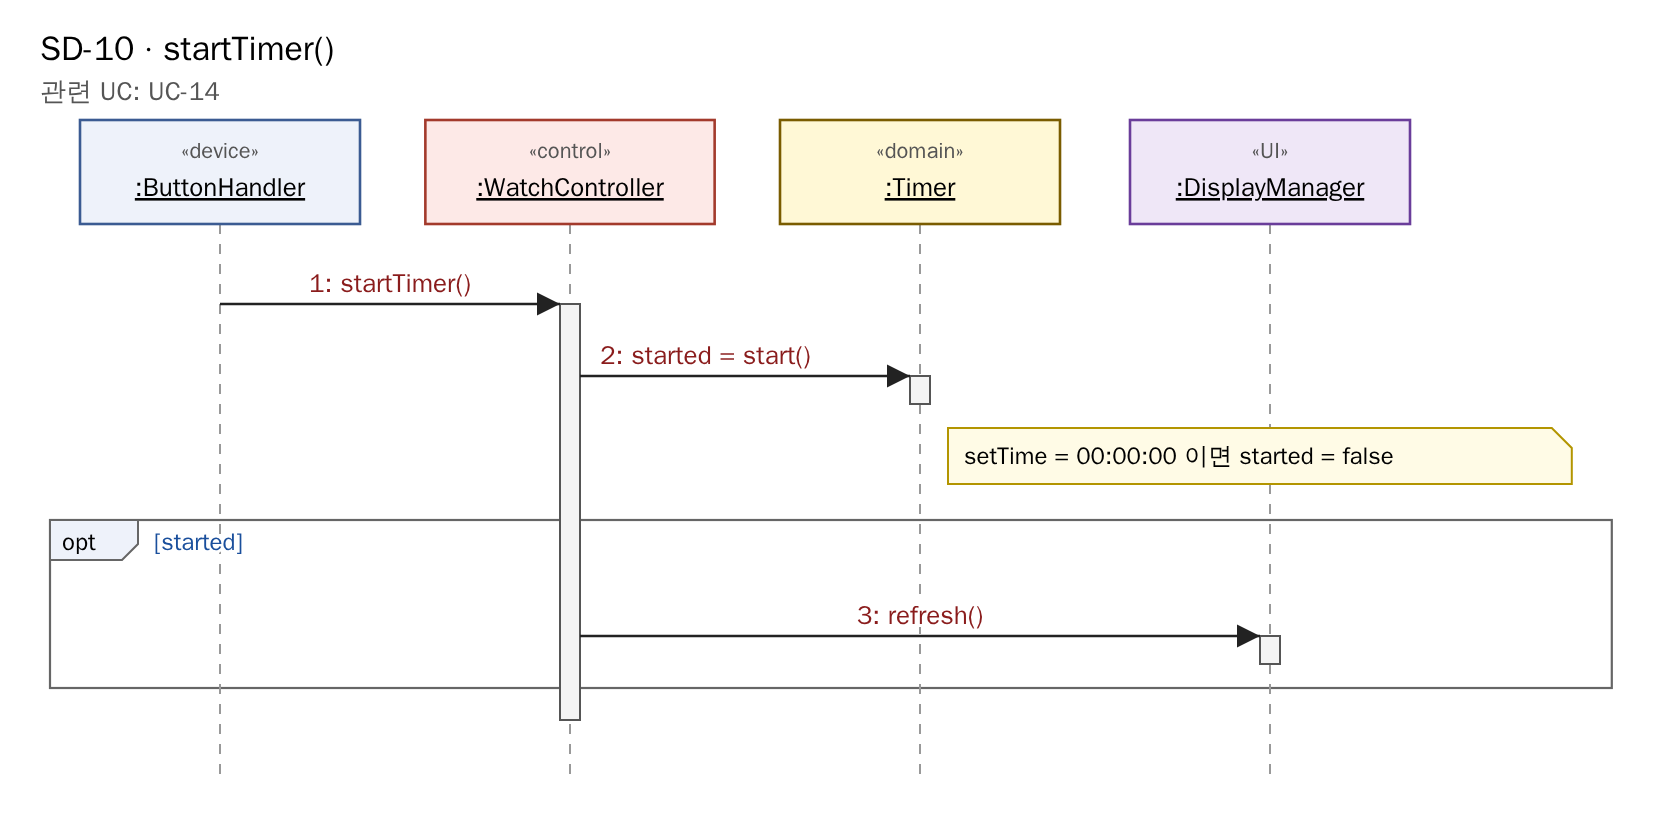 SD-10 · startTimer()
관련 UC: UC-14
«device»
:ButtonHandler
«control»
:WatchController
«domain»
:Timer
«UI»
:DisplayManager
1: startTimer()
2: started = start()
setTime = 00:00:00 이면 started = false
opt
[started]
3: refresh()